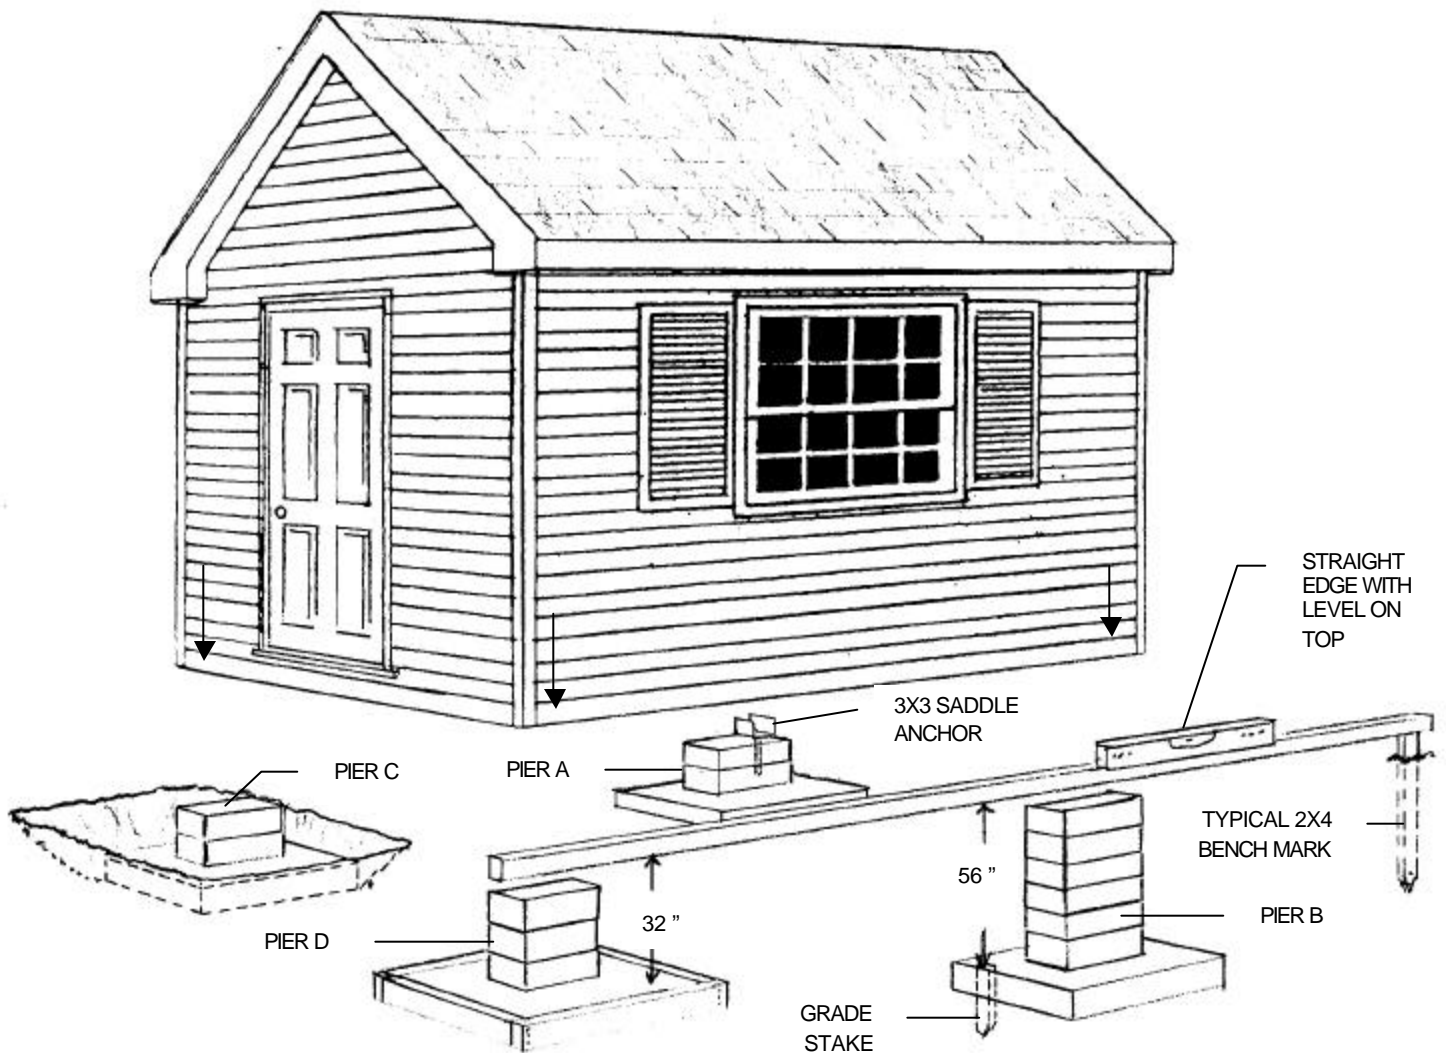 STRAIGHT
EDGE WITH
LEVEL ON
TOP
3X3 SADDLE
ANCHOR
PIER C
PIER A
TYPICAL 2X4
BENCH MARK
56 ”
32 ”
PIER B
PIER D
GRADE
STAKE